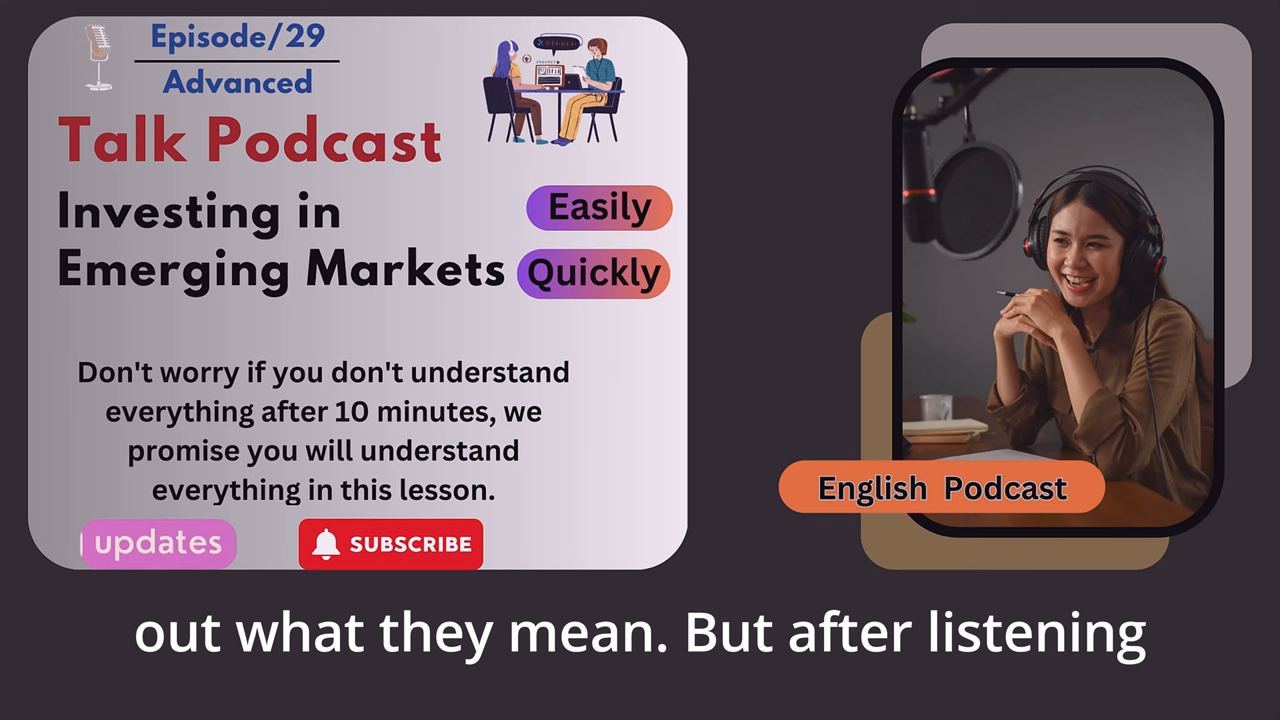 Episode/29
Advanced
Talk Podcast
Investing in
Emerging Markets
Easily
Quickly
Don't worry if you don't understand
everything after 10 minutes, we
promise you will understand
everything in this lesson.
updates
SUBSCRIBE
English Podcast
out what they mean. But after listening